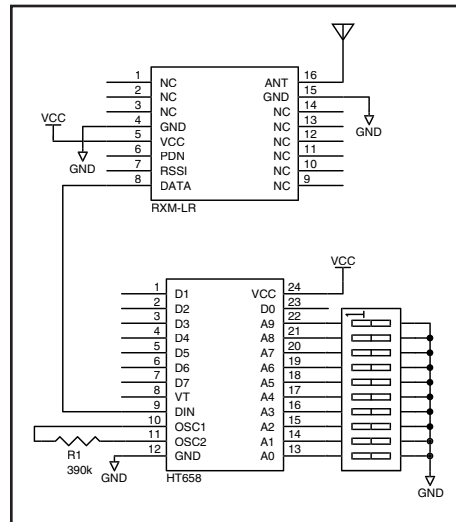 1 NC ANT 16
2 NC GND 15
3 NC NC 14
4 GND NC 13
VCC
5 VCC NC 12
GND
6 PDN NC 11
GND
7 RSSI NC 10
8 DATA NC 9
RXM-LR
VCC
1 D1 VCC 24
2 D2 D0 23
3 D3 A9 22
1
4 D4 A8 21
5 D5 A7 20
6 D6 A6 19
7 D7 A5 18
8 VT A4 17
9 DIN A3 16
10 OSC1 A2 15
11 OSC2 A1 14
12 GND A0 13
R1
390k
GND
HT658
GND